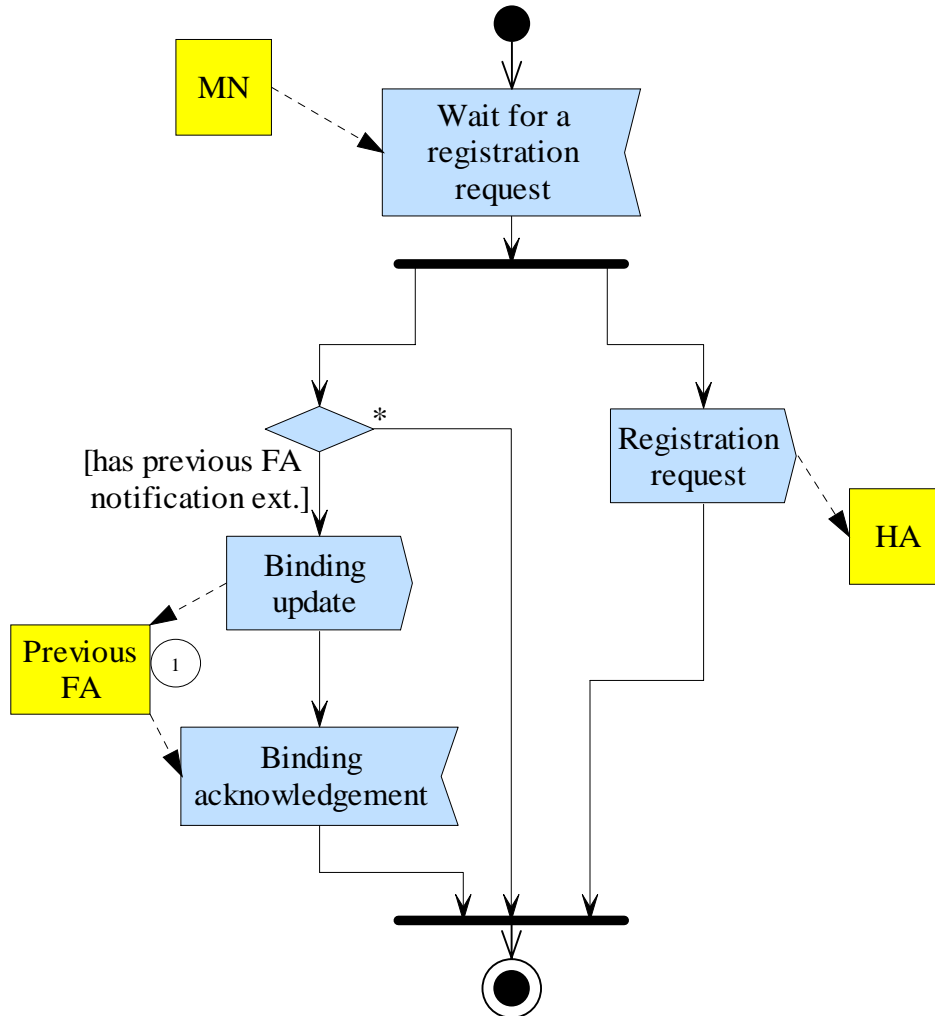 MN
Wait for a
registration
request
*
[has previous FA
notification ext.]
Registration
request
HA
Binding
update
Previous
FA
1
Binding
acknowledgement